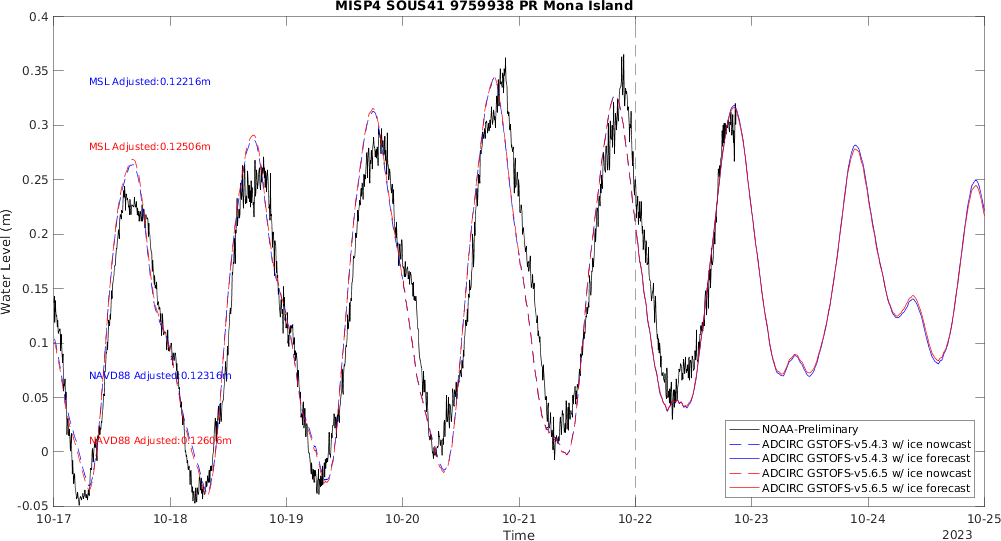 MISP4 SOUS41 9759938 PR Mona Island
0.4
0.35
0.3
0.25
0.2
0.15
0.1
0.05
0
-0.05
Water Level (m)
MSL Adjusted:0.12216m
MSL Adjusted:0.12506m
NAVD88 Adjusted:0.12316m
NAVD88 Adjusted:0.12606m
NOAA-Preliminary
ADCIRC GSTOFS-v5.4.3 w/ ice nowcast
ADCIRC GSTOFS-v5.4.3 w/ ice forecast
ADCIRC GSTOFS-v5.6.5 w/ ice nowcast
ADCIRC GSTOFS-v5.6.5 w/ ice forecast
10-17 10-18 10-19 10-20 10-21 10-22 10-23 10-24 10-25
Time
2023